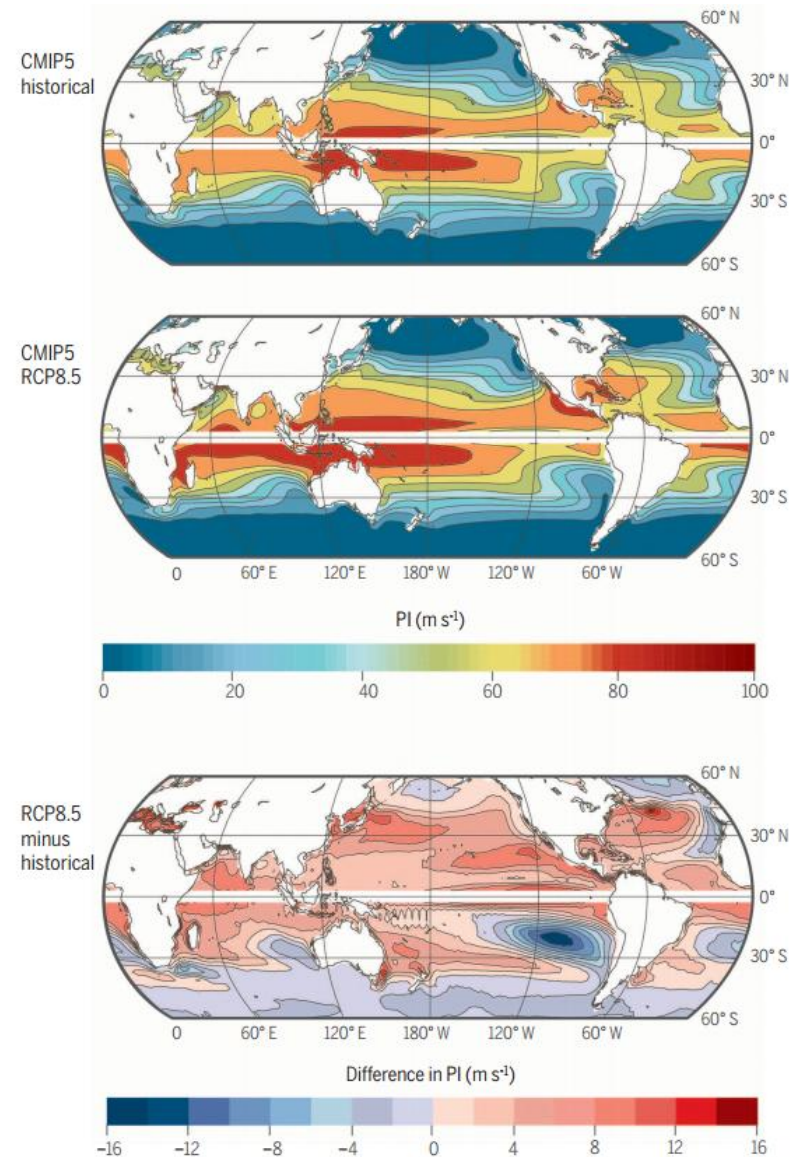 60° N
CMIP5
historical
30° N
0°
30° S
60° S
60° N
CMIP5
RCP8.5
30° N
0°
30° S
60° S
0 60° E 120° E 180° W 120° W 60° W
PI (m s-1)
0 20 40 60 80 100
60° N
RCP8.5
minus
historical
30° N
0°
30° S
60° S
0 60° E 120° E 180° W 120° W 60° W
Difference in PI (m s-1)
−16 −12 −8 −4 0 4 8 12 16